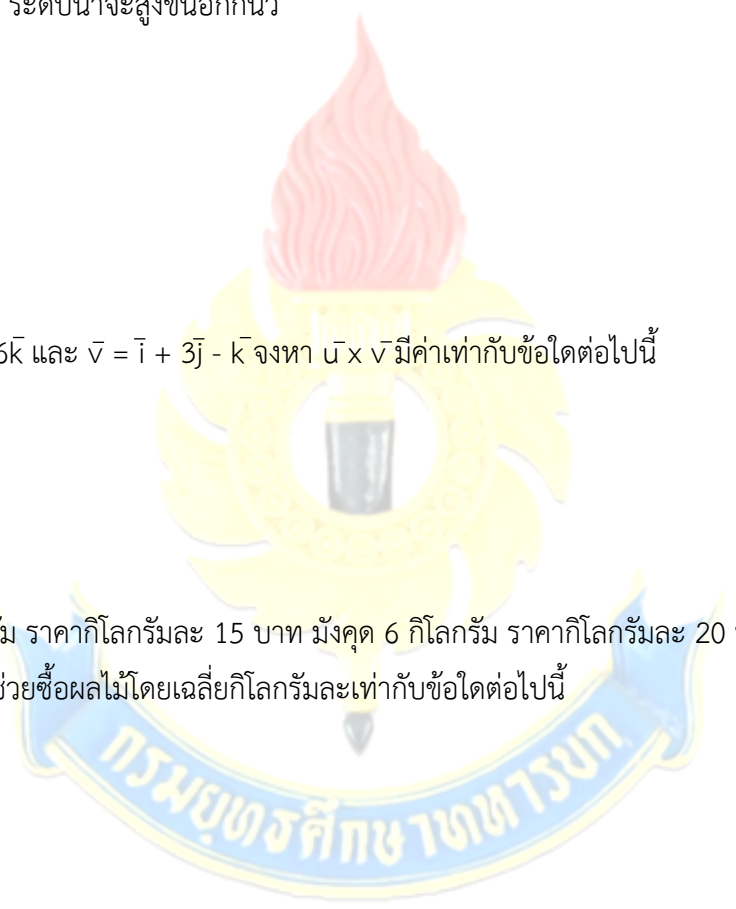 ระดับน้ำจะสูงขึ้นอีกกี่นิ้ว
6k̄ และ v̄ = ī + 3j̄ - k̄ จงหา ū x v̄ มีค่าเท่ากับข้อใดต่อไปนี้
ราคากิโลกรัมละ 15 บาท มังคุด 6 กิโลกรัม ราคากิโลกรัมละ 20
ช่วยซื้อผลไม้โดยเฉลี่ยกิโลกรัมละเท่ากับข้อใดต่อไปนี้
กรมยุทธศึกษาทหารบก